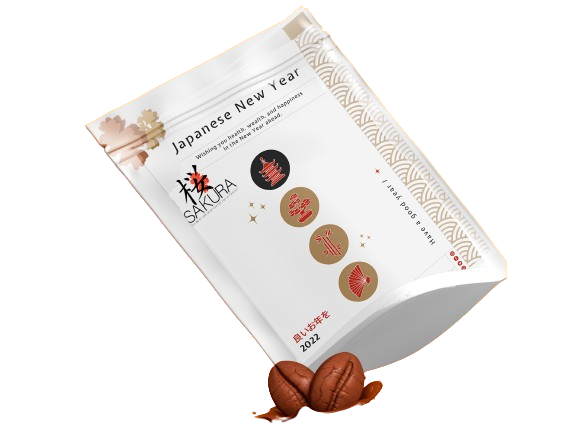 Japanese New Year
Wishing you health, wealth, and happiness
in the New Year ahead.
桜
SAKURA
Have a good year !
良いお年を
2022